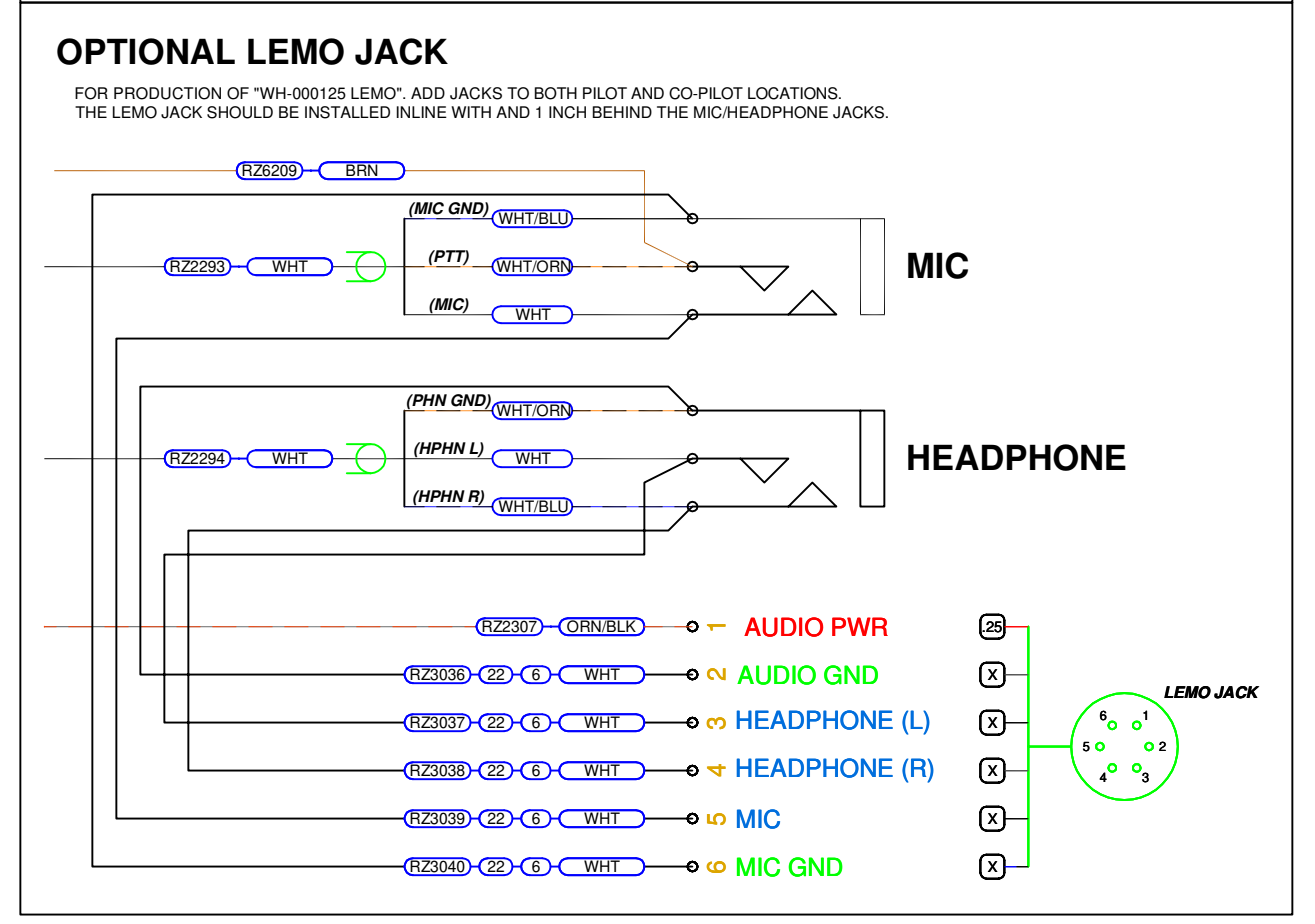 OPTIONAL LEMO JACK
FOR PRODUCTION OF "WH-000125 LEMO". ADD JACKS TO BOTH PILOT AND CO-PILOT LOCATIONS.
THE LEMO JACK SHOULD BE INSTALLED INLINE WITH AND 1 INCH BEHIND THE MIC/HEADPHONE JACKS.
RZ6209 BRN
(MIC GND) WHT/BLU
RZ2293 WHT (PTT) WHT/ORN MIC
(MIC) WHT
(PHN GND) WHT/ORN
RZ2294 WHT (HPHN L) WHT HEADPHONE
(HPHN R) WHT/BLU
RZ2307 ORN/BLK 1 AUDIO PWR .25
RZ3036 22 6 WHT 2 AUDIO GND X
LEMO JACK
RZ3037 22 6 WHT 3 HEADPHONE (L) X
6 1
5 2
4 3
RZ3038 22 6 WHT 4 HEADPHONE (R) X
RZ3039 22 6 WHT 5 MIC X
RZ3040 22 6 WHT 6 MIC GND X